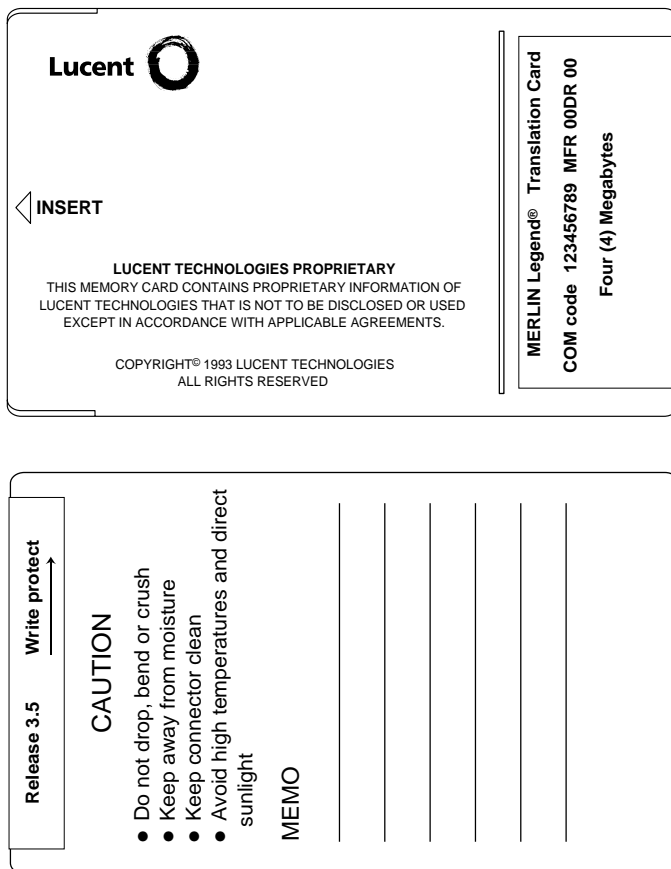 Lucent
INSERT
LUCENT TECHNOLOGIES PROPRIETARY
THIS MEMORY CARD CONTAINS PROPRIETARY INFORMATION OF
LUCENT TECHNOLOGIES THAT IS NOT TO BE DISCLOSED OR USED
EXCEPT IN ACCORDANCE WITH APPLICABLE AGREEMENTS.
COPYRIGHT© 1993 LUCENT TECHNOLOGIES
ALL RIGHTS RESERVED
MERLIN Legend® Translation Card
COM code 123456789 MFR 00DR 00
Four (4) Megabytes
Release 3.5 Write protect
CAUTION
● Do not drop, bend or crush
● Keep away from moisture
● Keep connector clean
● Avoid high temperatures and direct
sunlight
MEMO